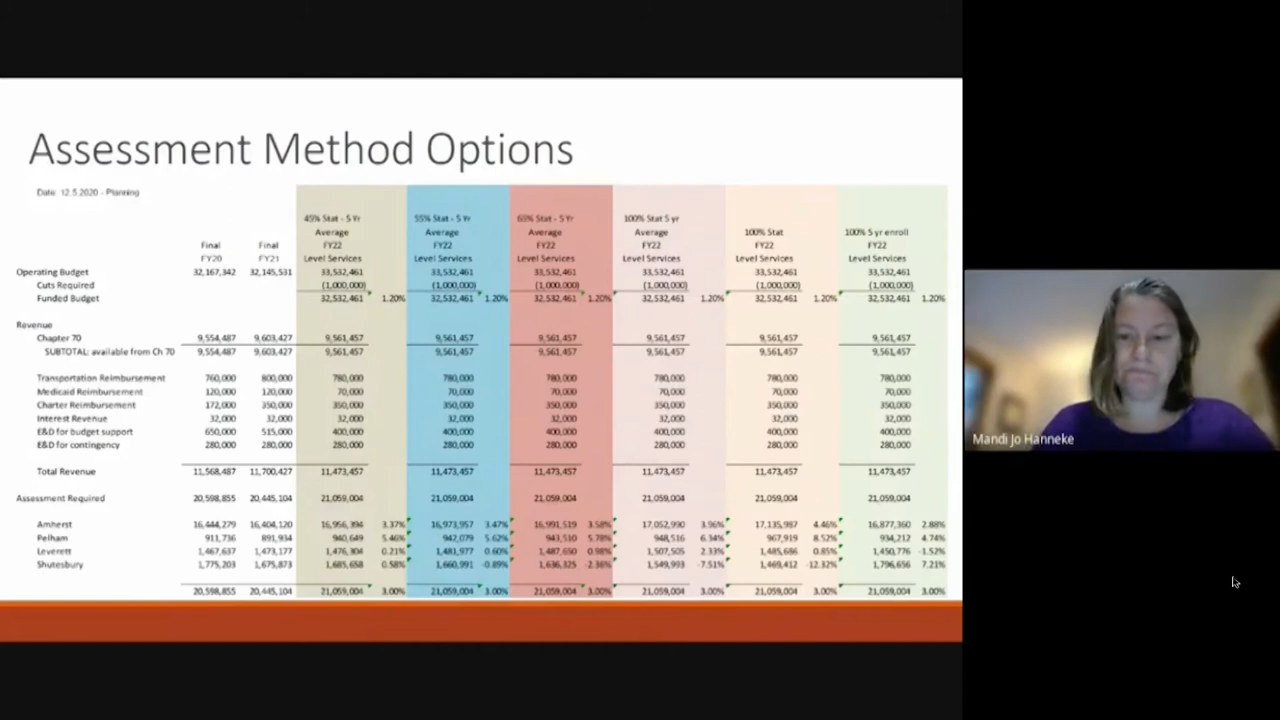 Assessment Method Options
Date: 12.5.2020 - Planning
45% Stat - 5 Yr 55% Stat - 5 Yr 65% Stat - 5 Yr 100% Stat 5 yr
Average Average Average Average 100% Stat 100% 5 yr enroll
Final Final FY22 FY22 FY22 FY22 FY22 FY22
FY20 FY21 Level Services Level Services Level Services Level Services Level Services Level Services
Operating Budget 32,167,342 32,145,531 33,532,461 33,532,461 33,532,461 33,532,461 33,532,461 33,532,461
Cuts Required (1,000,000) (1,000,000) (1,000,000) (1,000,000) (1,000,000) (1,000,000)
Funded Budget 32,532,461 1.20% 32,532,461 1.20% 32,532,461 1.20% 32,532,461 1.20% 32,532,461 1.20% 32,532,461 1.20%
Revenue
Chapter 70 9,554,487 9,603,427 9,561,457 9,561,457 9,561,457 9,561,457 9,561,457 9,561,457
SUBTOTAL: available from Ch 70 9,554,487 9,603,427 9,561,457 9,561,457 9,561,457 9,561,457 9,561,457 9,561,457
Transportation Reimbursement 760,000 800,000 780,000 780,000 780,000 780,000 780,000 780,000
Medicaid Reimbursement 120,000 120,000 70,000 70,000 70,000 70,000 70,000 70,000
Charter Reimbursement 172,000 350,000 350,000 350,000 350,000 350,000 350,000 350,000
Interest Revenue 32,000 32,000 32,000 32,000 32,000 32,000 32,000 32,000
E&D for budget support 650,000 515,000 400,000 400,000 400,000 400,000 400,000 400,000
E&D for contingency 280,000 280,000 280,000 280,000 280,000 280,000 280,000 280,000
Total Revenue 11,568,487 11,700,427 11,473,457 11,473,457 11,473,457 11,473,457 11,473,457 11,473,457
Assessment Required 20,598,855 20,445,104 21,059,004 21,059,004 21,059,004 21,059,004 21,059,004 21,059,004
Amherst 16,444,279 16,404,120 16,956,394 3.37% 16,973,957 3.47% 16,991,519 3.58% 17,052,990 3.96% 17,135,987 4.46% 16,877,360 2.88%
Pelham 911,736 891,934 940,649 5.46% 942,079 5.62% 943,510 5.78% 948,516 6.34% 967,919 8.52% 934,212 4.74%
Leverett 1,467,637 1,473,177 1,476,304 0.21% 1,481,977 0.60% 1,487,650 0.98% 1,507,505 2.33% 1,485,686 0.85% 1,450,776 -1.52%
Shutesbury 1,775,203 1,675,873 1,685,658 0.58% 1,660,991 -0.89% 1,636,325 -2.36% 1,549,993 -7.51% 1,469,412 -12.32% 1,796,656 7.21%
20,598,855 20,445,104 21,059,004 3.00% 21,059,004 3.00% 21,059,004 3.00% 21,059,004 3.00% 21,059,004 3.00% 21,059,004 3.00%
Mandi Jo Hanneke